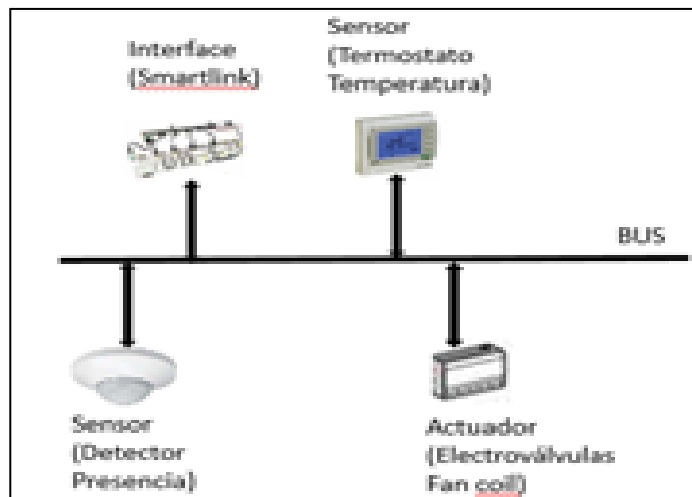 Interface
(Smartlink)
Sensor
(Termostato
Temperatura)
BUS
Sensor
(Detector
Presencia)
Actuador
(Electroválvulas
Fan coil)